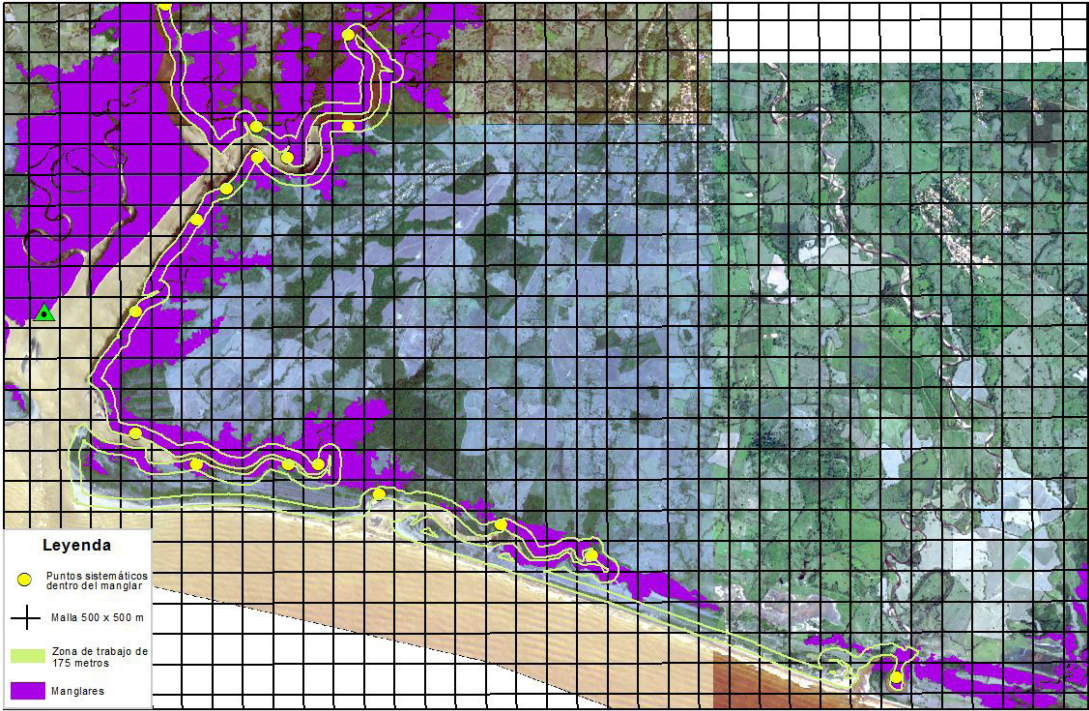 Leyenda
Puntos sistemáticos
dentro del manglar
Malla 500 x 500 m
Zona de trabajo de
175 metros
Manglares